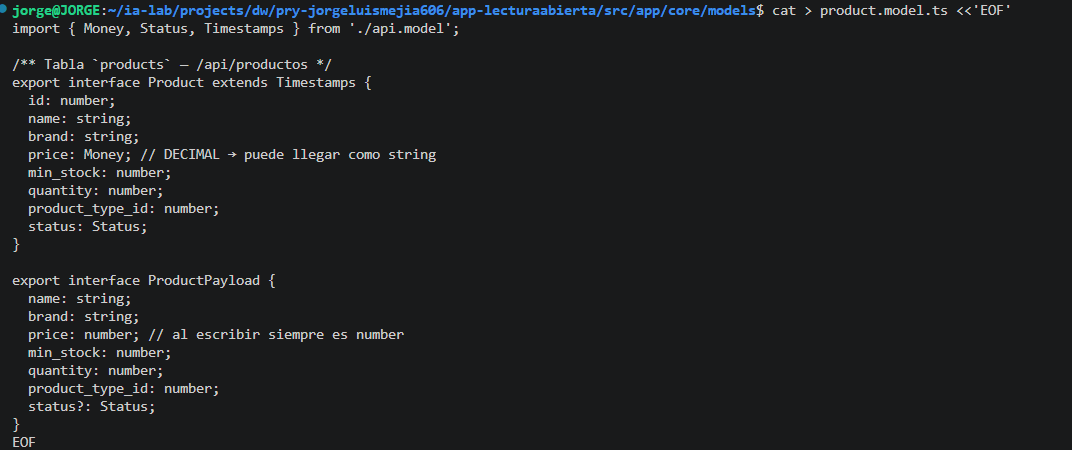 jorge@JORGE:~/ia-lab/projects/dw/pry-jorgeluismejia606/app-lecturaabierta/src/app/core/models$ cat > product.model.ts <<'EOF'
import { Money, Status, Timestamps } from './api.model';

/** Tabla `products` — /api/productos */
export interface Product extends Timestamps {
  id: number;
  name: string;
  brand: string;
  price: Money; // DECIMAL → puede llegar como string
  min_stock: number;
  quantity: number;
  product_type_id: number;
  status: Status;
}

export interface ProductPayload {
  name: string;
  brand: string;
  price: number; // al escribir siempre es number
  min_stock: number;
  quantity: number;
  product_type_id: number;
  status?: Status;
}
EOF